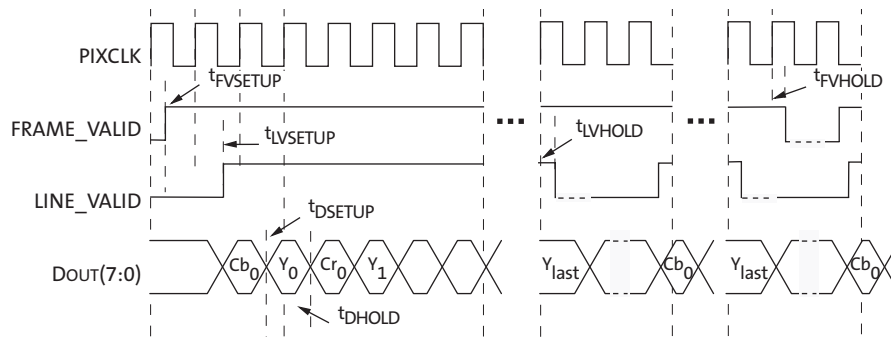 PIXCLK
tFVSETUP
tFVHOLD
FRAME_VALID
...
...
tLVSETUP
tLVHOLD
LINE_VALID
tDSETUP
DOUT(7:0)
Cb0
Y0
Cr0
Y1
Ylast
Cb0
Ylast
Cb0
tDHOLD